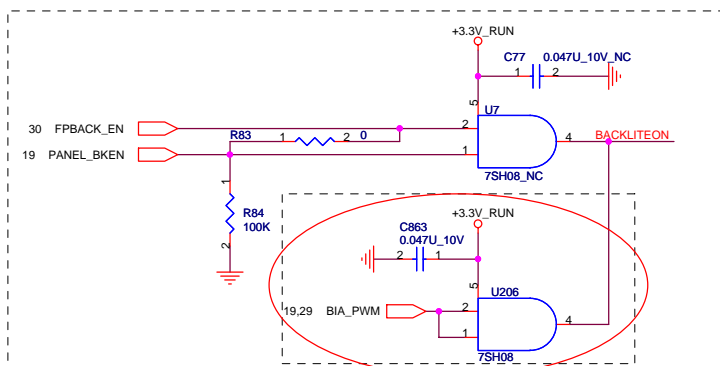 +3.3V_RUN
C77 0.047U_10V_NC
1 2
5
U7
30 FPBACK_EN
R83 1 2 0
2
4 BACKLITEON
19 PANEL_BKEN
1
7SH08_NC
1
R84
100K
2
C863
0.047U_10V
+3.3V_RUN
2 1
5
U206
19,29 BIA_PWM
2
4
1
7SH08